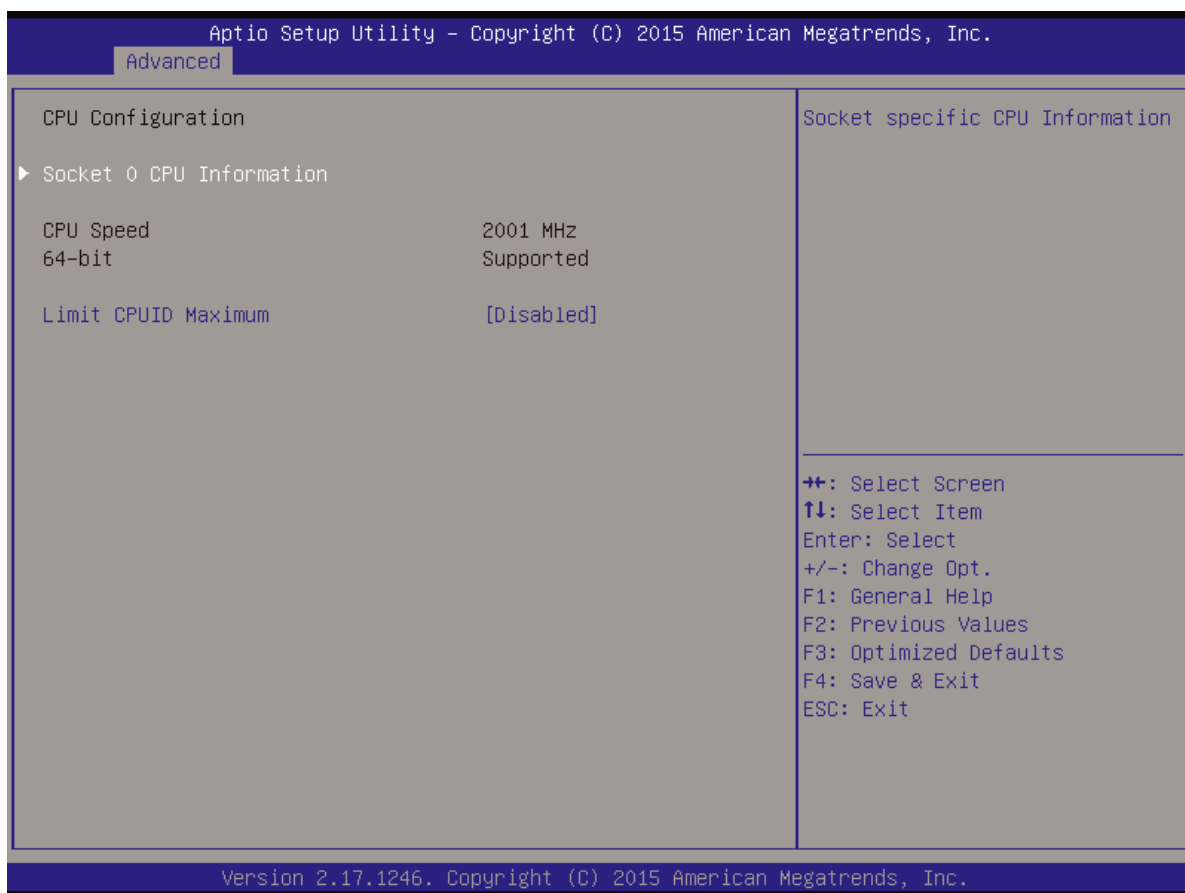 Aptio Setup Utility – Copyright (C) 2015 American Megatrends, Inc.
Advanced
CPU Configuration
Socket 0 CPU Information
CPU Speed 2001 MHz
64-bit Supported
Limit CPUID Maximum [Disabled]
Socket specific CPU Information
→←: Select Screen
↑↓: Select Item
Enter: Select
+/-: Change Opt.
F1: General Help
F2: Previous Values
F3: Optimized Defaults
F4: Save & Exit
ESC: Exit
Version 2.17.1246. Copyright (C) 2015 American Megatrends, Inc.